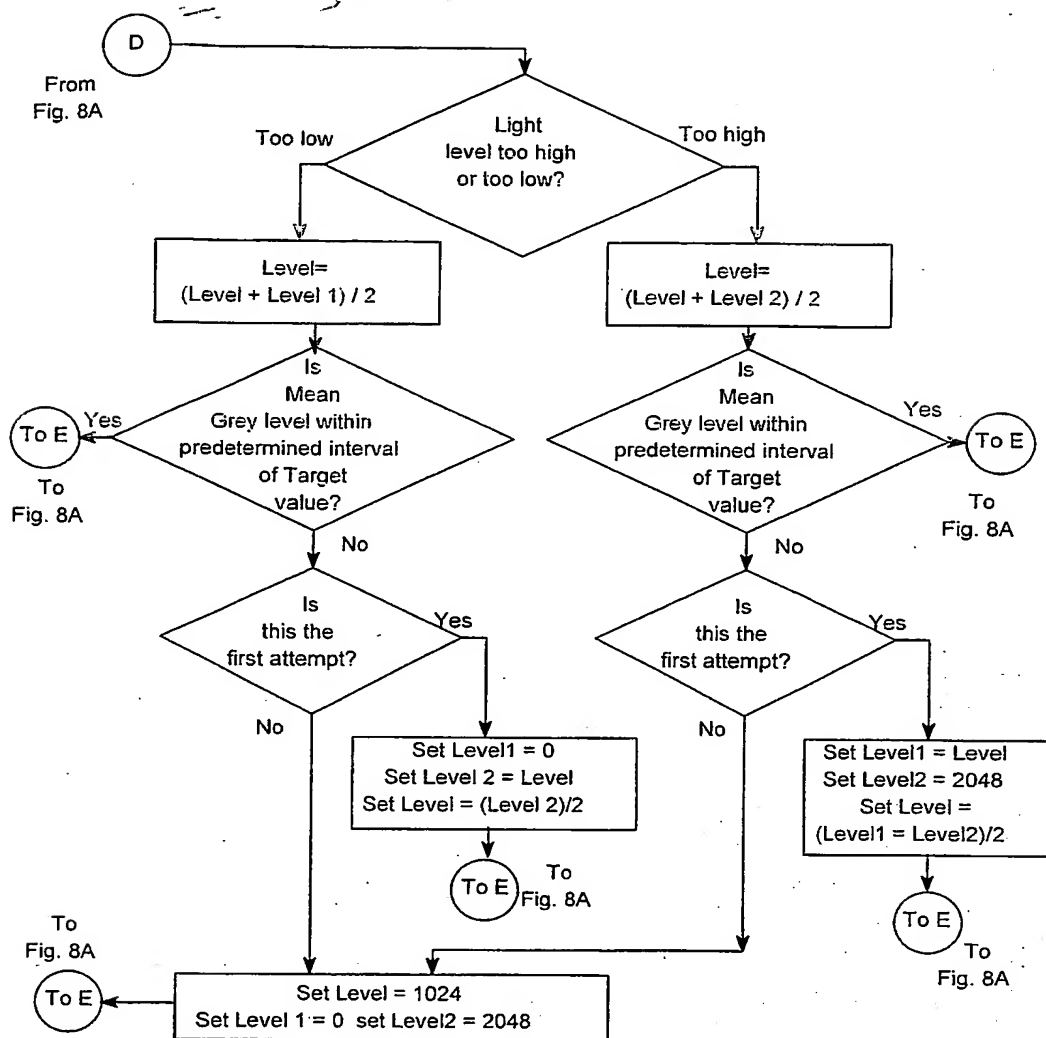 D
From
Fig. 8A
Light
level too high
or too low?
Too low
Too high
Level=
(Level + Level 1) / 2
Level=
(Level + Level 2) / 2
Is
Mean
Grey level within
predetermined interval
of Target
value?
Yes
To E
To
Fig. 8A
No
Is
Mean
Grey level within
predetermined interval
of Target
value?
Yes
To E
To
Fig. 8A
No
Is
this the
first attempt?
Yes
No
Is
this the
first attempt?
Yes
No
Set Level1 = 0
Set Level 2 = Level
Set Level = (Level 2)/2
To E
To
Fig. 8A
Set Level1 = Level
Set Level2 = 2048
Set Level =
(Level1 = Level2)/2
To E
To
Fig. 8A
To
Fig. 8A
To E
Set Level = 1024
Set Level 1 = 0 set Level2 = 2048